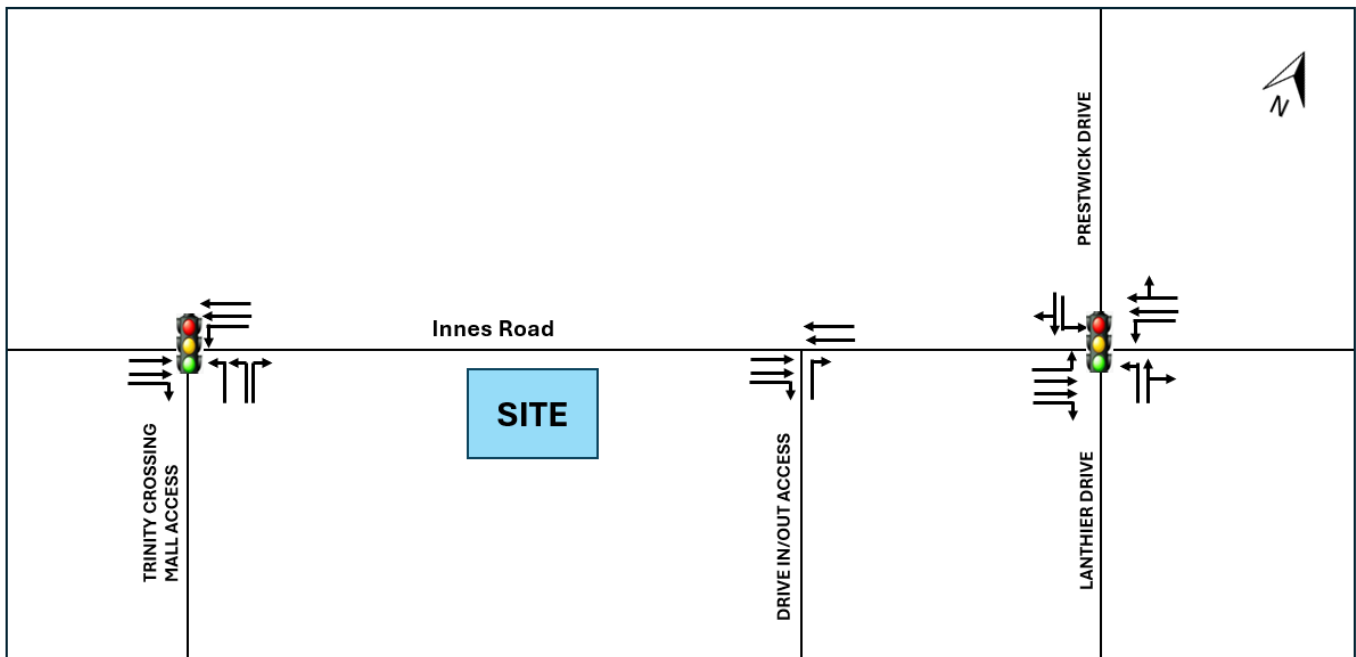 PRESTWICK DRIVE
N
Innes Road
SITE
TRINITY CROSSING
MALL ACCESS
DRIVE IN/OUT ACCESS
LANTHIER DRIVE